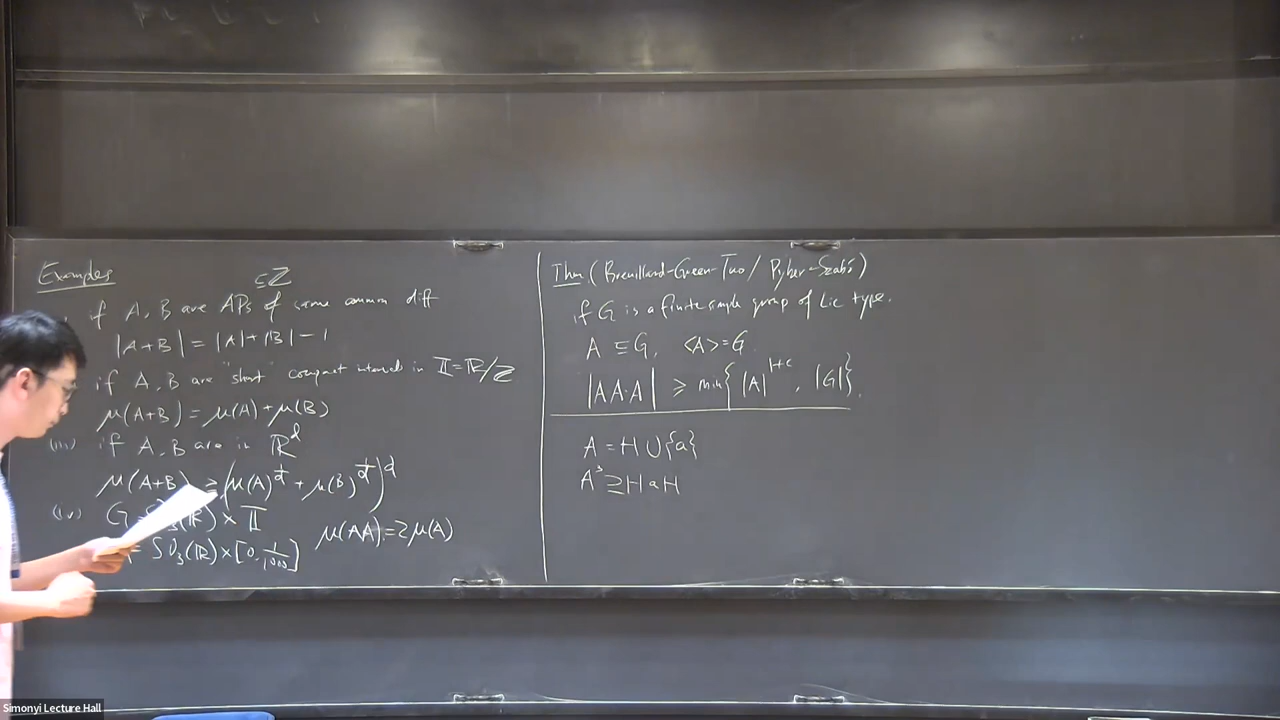 Examples
⊆ℤ
if A, B are APs of same common diff
|A+B| = |A|+|B|-1
if A, B are "short" compact interval in 𝕋=ℝ/ℤ
μ(A+B) = μ(A)+μ(B)
(iii) if A, B are in ℝ^d
μ(A+B) ≥ (μ(A)^{1/d} + μ(B)^{1/d})^d
(iv) G (ℝ) × 𝕋
= SO₃(ℝ) × [0, 1/1000] μ(AA) = 2μ(A)
Thm (Breuillard-Green-Tao / Pyber-Szabó)
if G is a finite simple group of Lie type.
A ⊆ G, <A> = G
|AA·A| ≥ min{|A|^{1+c}, |G|}.
A = H ∪ {a}
A³ ⊇ HaH
Simonyi Lecture Hall